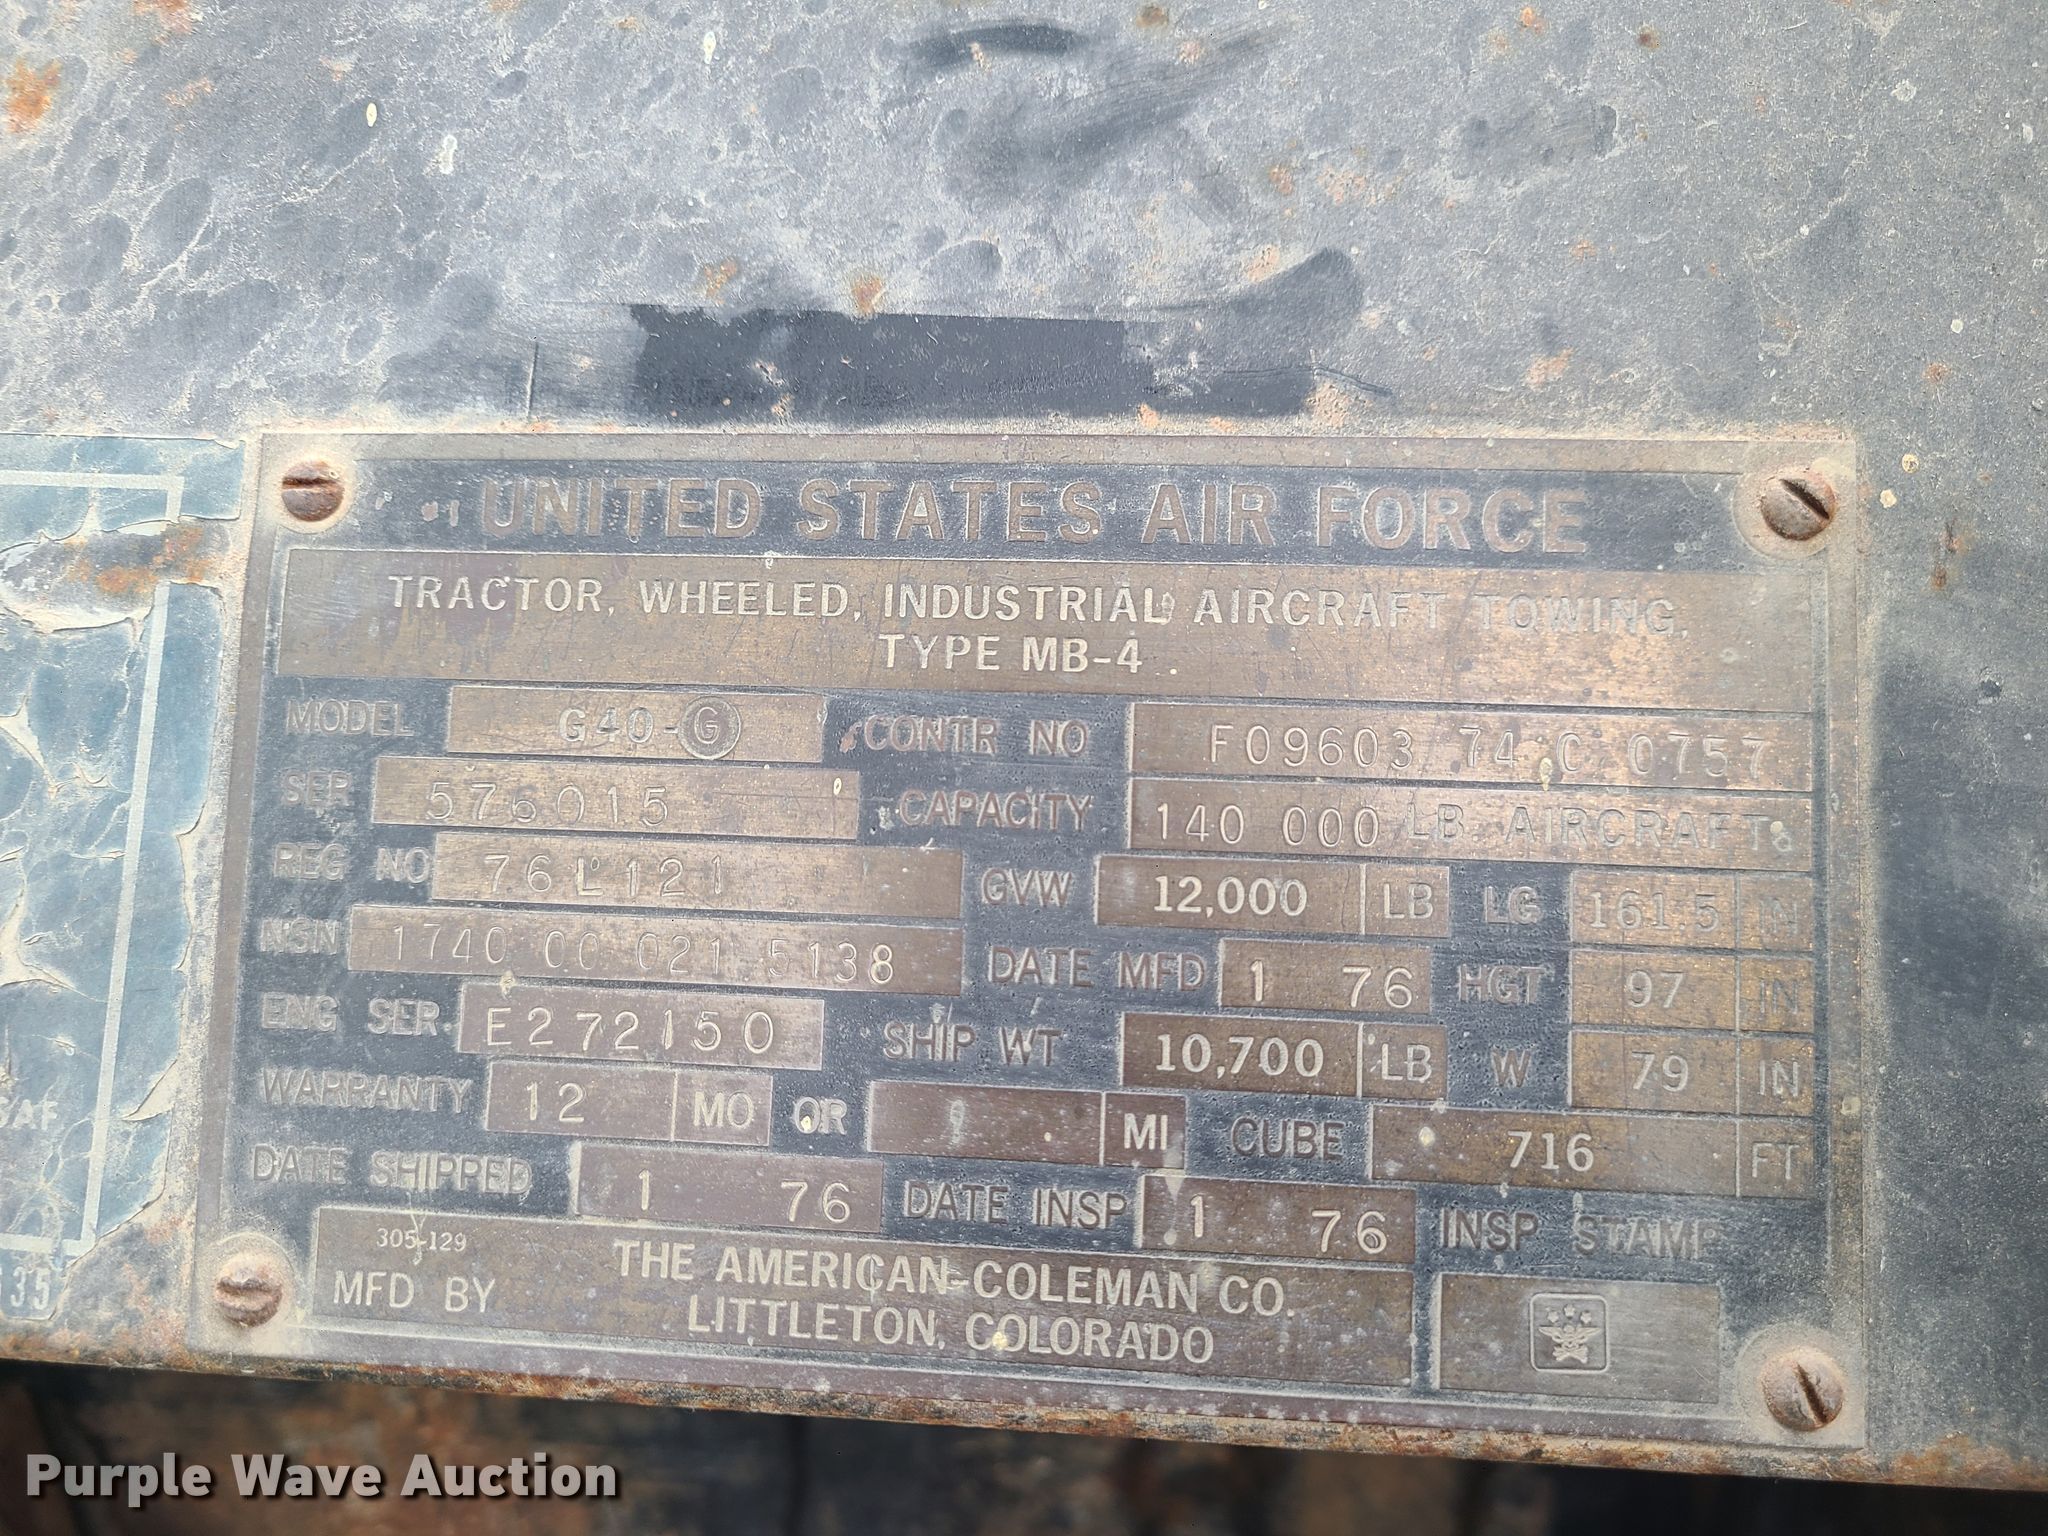 UNITED STATES AIR FORCE
TRACTOR, WHEELED, INDUSTRIAL AIRCRAFT TOWING,
TYPE MB-4
MODEL G40-G CONTR NO F09603 74 C 0757
SER 576015 CAPACITY 140 000 LB AIRCRAFT
REG NO 76L121 GVW 12,000 LB LG 161.5 IN
NSN 1740 00 021 5138 DATE MFD 1 76 HGT 97 IN
ENG SER E272150 SHIP WT 10,700 LB W 79 IN
WARRANTY 12 MO OR MI CUBE 716 FT
DATE SHIPPED 1 76 DATE INSP 1 76 INSP STAMP
305-129
MFD BY THE AMERICAN-COLEMAN CO.
LITTLETON, COLORADO
35
Purple Wave Auction